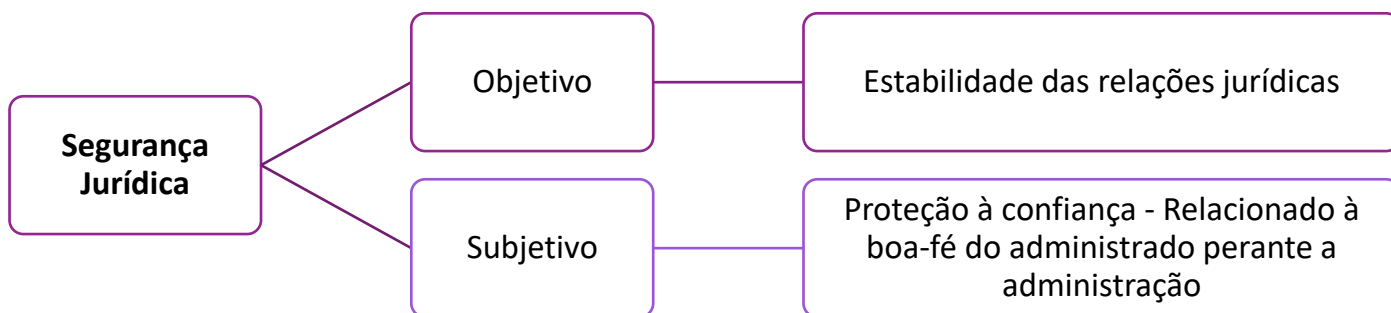 Segurança
Jurídica
Objetivo
Estabilidade das relações jurídicas
Subjetivo
Proteção à confiança - Relacionado à
boa-fé do administrado perante a
administração